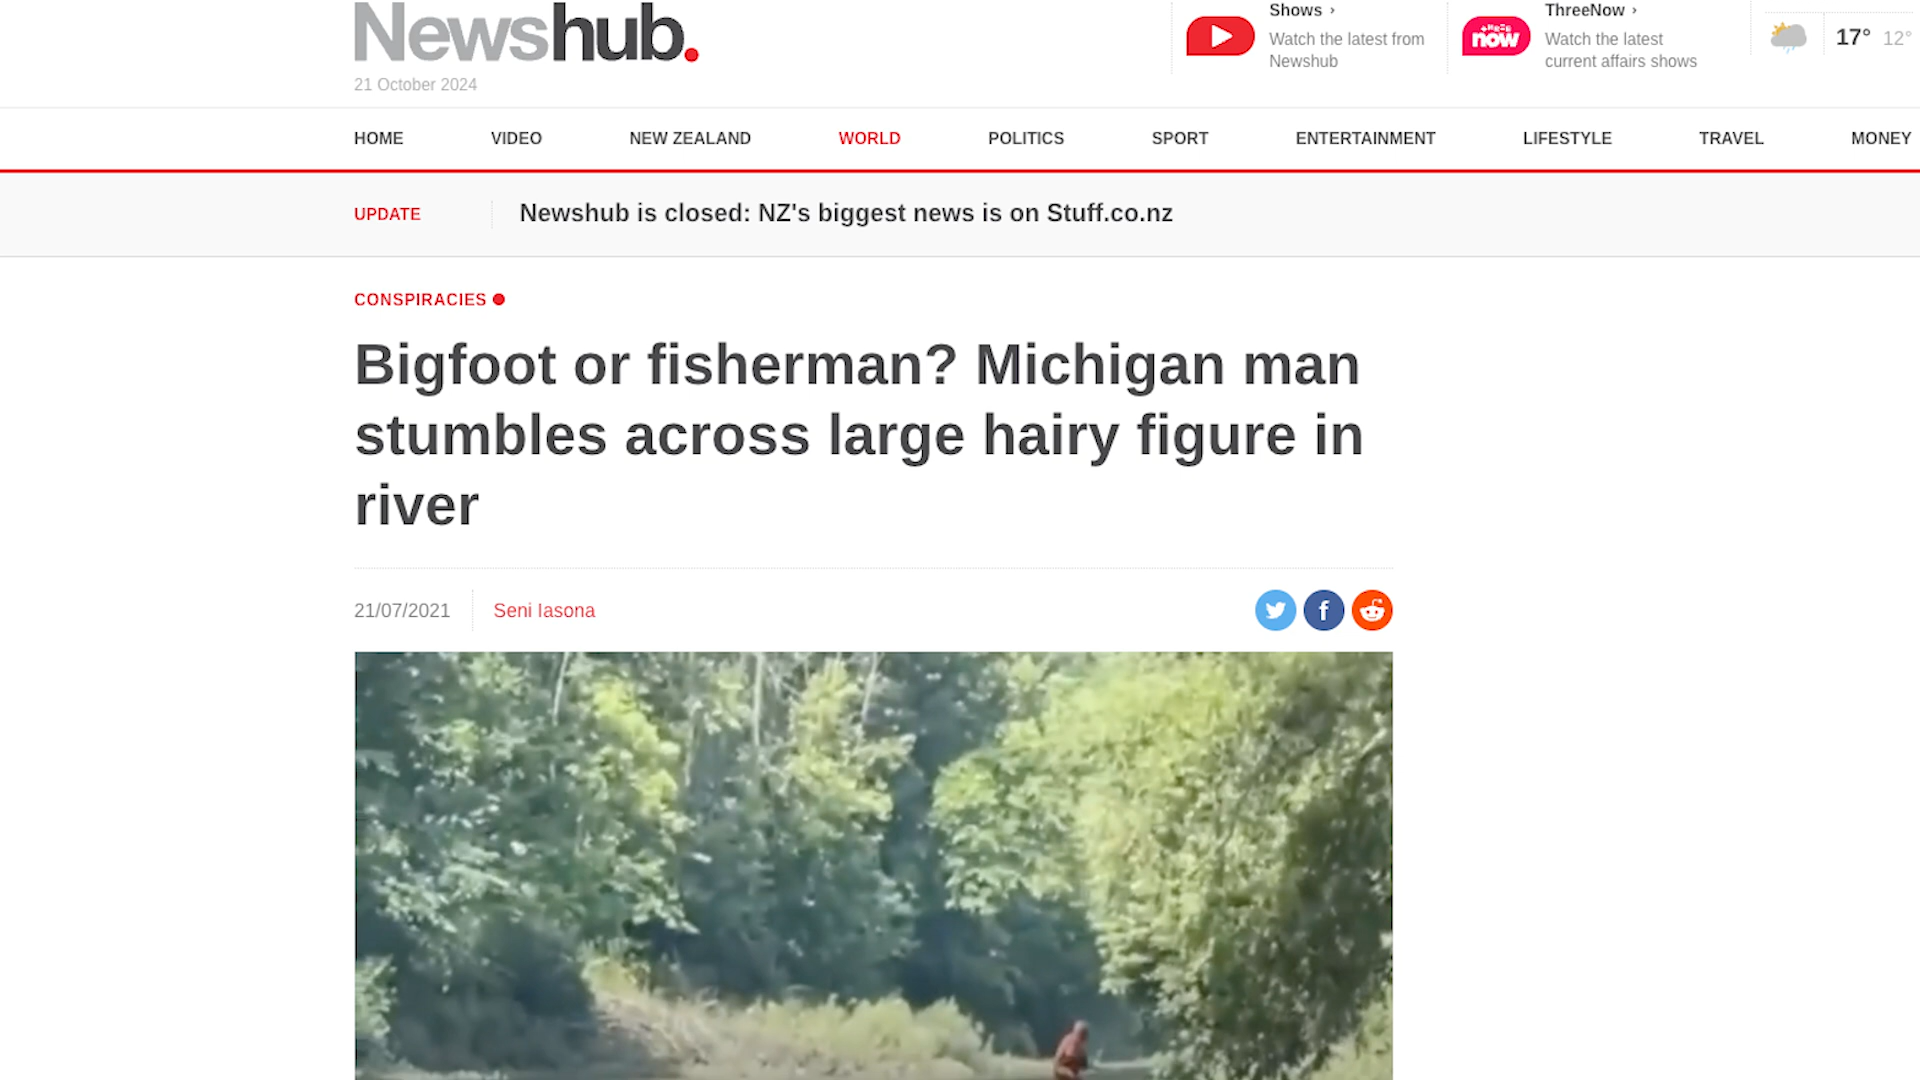 Newshub.
21 October 2024
Shows ›
Watch the latest from
Newshub
THREE
now
ThreeNow ›
Watch the latest
current affairs shows
17° 12°
HOME VIDEO NEW ZEALAND WORLD POLITICS SPORT ENTERTAINMENT LIFESTYLE TRAVEL MONEY
UPDATE Newshub is closed: NZ's biggest news is on Stuff.co.nz
CONSPIRACIES
Bigfoot or fisherman? Michigan man
stumbles across large hairy figure in
river
21/07/2021 Seni Iasona